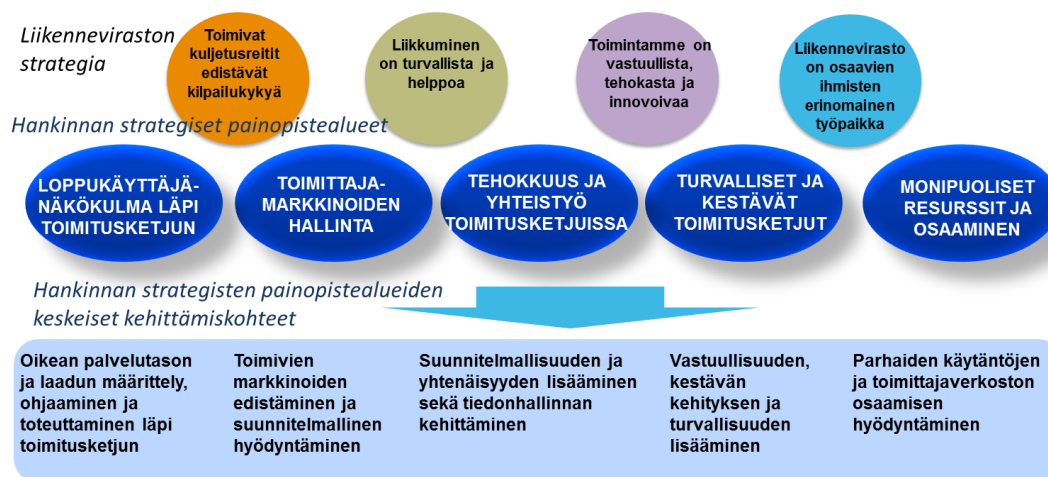 Liikenneviraston
strategia
Toimivat
kuljetusreitit
edistävät
kilpailukykyä
Liikkuminen
on turvallista ja
helppoa
Toimintamme on
vastuullista,
tehokasta ja
innovoivaa
Liikennevirasto
on osaavien
ihmisten
erinomainen
työpaikka
Hankinnan strategiset painopistealueet
LOPPUKÄYTTÄJÄ-
NÄKÖKULMA LÄPI
TOIMITUSKETJUN
TOIMITTAJA-
MARKKINOIDEN
HALLINTA
TEHOKKUUS JA
YHTEISTYÖ
TOIMITUSKETJUISSA
TURVALLISET JA
KESTÄVÄT
TOIMITUSKETJUT
MONIPUOLISET
RESURSSIT JA
OSAAMINEN
Hankinnan strategisten painopistealueiden
keskeiset kehittämiskohteet
Oikean palvelutason
ja laadun määrittely,
ohjaaminen ja
toteuttaminen läpi
toimitusketjun
Toimivien
markkinoiden
edistäminen ja
suunnitelmallinen
hyödyntäminen
Suunnitelmallisuuden ja
yhtenäisyyden lisääminen
sekä tiedonhallinnan
kehittäminen
Vastuullisuuden,
kestävän
kehityksen ja
turvallisuuden
lisääminen
Parhaiden käytäntöjen
ja toimittajaverkoston
osaamisen
hyödyntäminen